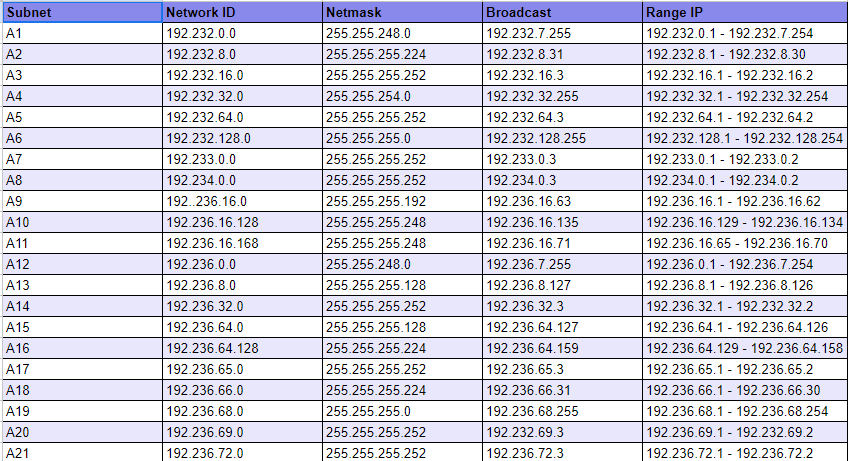 Subnet Network ID Netmask Broadcast Range IP
A1 192.232.0.0 255.255.248.0 192.232.7.255 192.232.0.1 - 192.232.7.254
A2 192.232.8.0 255.255.255.224 192.232.8.31 192.232.8.1 - 192.232.8.30
A3 192.232.16.0 255.255.255.252 192.232.16.3 192.232.16.1 - 192.232.16.2
A4 192.232.32.0 255.255.254.0 192.232.32.255 192.232.32.1 - 192.232.32.254
A5 192.232.64.0 255.255.255.252 192.232.64.3 192.232.64.1 - 192.232.64.2
A6 192.232.128.0 255.255.255.0 192.232.128.255 192.232.128.1 - 192.232.128.254
A7 192.233.0.0 255.255.255.252 192.233.0.3 192.233.0.1 - 192.233.0.2
A8 192.234.0.0 255.255.255.252 192.234.0.3 192.234.0.1 - 192.234.0.2
A9 192..236.16.0 255.255.255.192 192.236.16.63 192.236.16.1 - 192.236.16.62
A10 192.236.16.128 255.255.255.248 192.236.16.135 192.236.16.129 - 192.236.16.134
A11 192.236.16.168 255.255.255.248 192.236.16.71 192.236.16.65 - 192.236.16.70
A12 192.236.0.0 255.255.248.0 192.236.7.255 192.236.0.1 - 192.236.7.254
A13 192.236.8.0 255.255.255.128 192.236.8.127 192.236.8.1 - 192.236.8.126
A14 192.236.32.0 255.255.255.252 192.236.32.3 192.236.32.1 - 192.232.32.2
A15 192.236.64.0 255.255.255.128 192.236.64.127 192.236.64.1 - 192.236.64.126
A16 192.236.64.128 255.255.255.224 192.236.64.159 192.236.64.129 - 192.236.64.158
A17 192.236.65.0 255.255.255.252 192.236.65.3 192.236.65.1 - 192.236.65.2
A18 192.236.66.0 255.255.255.224 192.236.66.31 192.236.66.1 - 192.236.66.30
A19 192.236.68.0 255.255.255.0 192.236.68.255 192.236.68.1 - 192.236.68.254
A20 192.236.69.0 255.255.255.252 192.232.69.3 192.236.69.1 - 192.232.69.2
A21 192.236.72.0 255.255.255.252 192.236.72.3 192.236.72.1 - 192.236.72.2